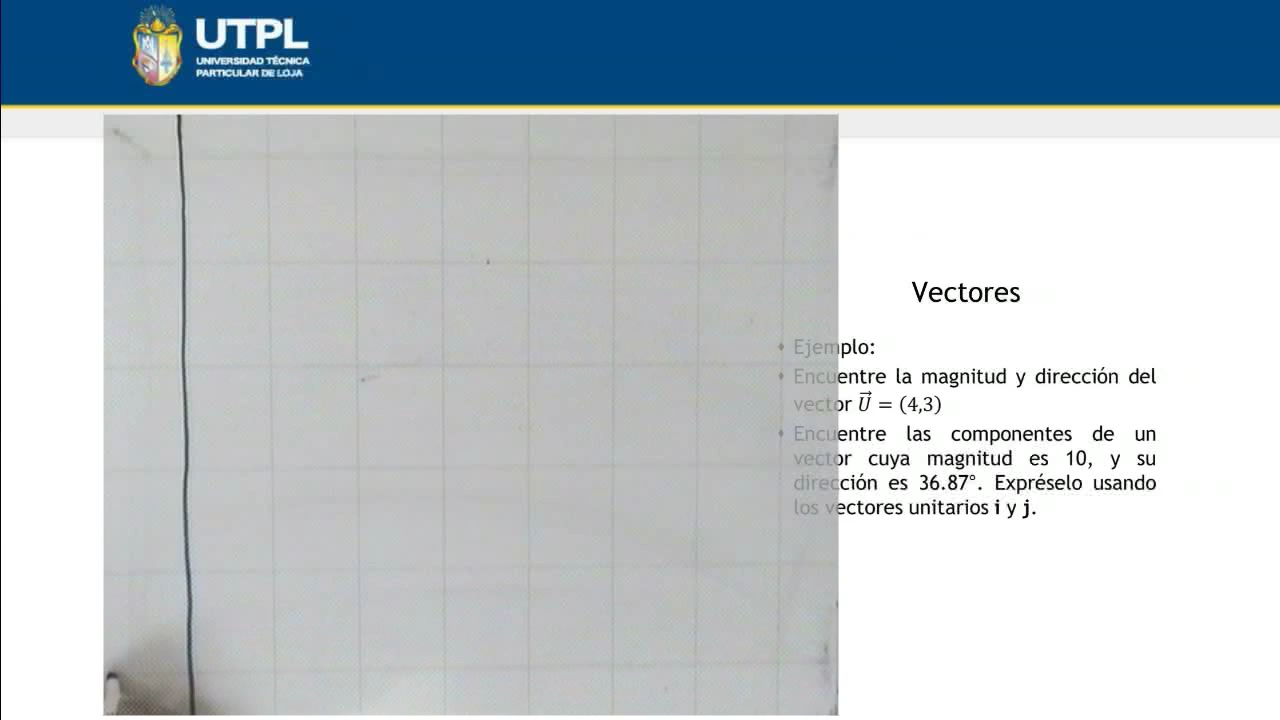 UTPL
UNIVERSIDAD TÉCNICA
PARTICULAR DE LOJA
Vectores
Ejemplo:
Encuentre la magnitud y dirección del
vector $\vec{U} = (4,3)$
Encuentre las componentes de un
vector cuya magnitud es 10, y su
dirección es 36.87°. Expréselo usando
los vectores unitarios i y j.